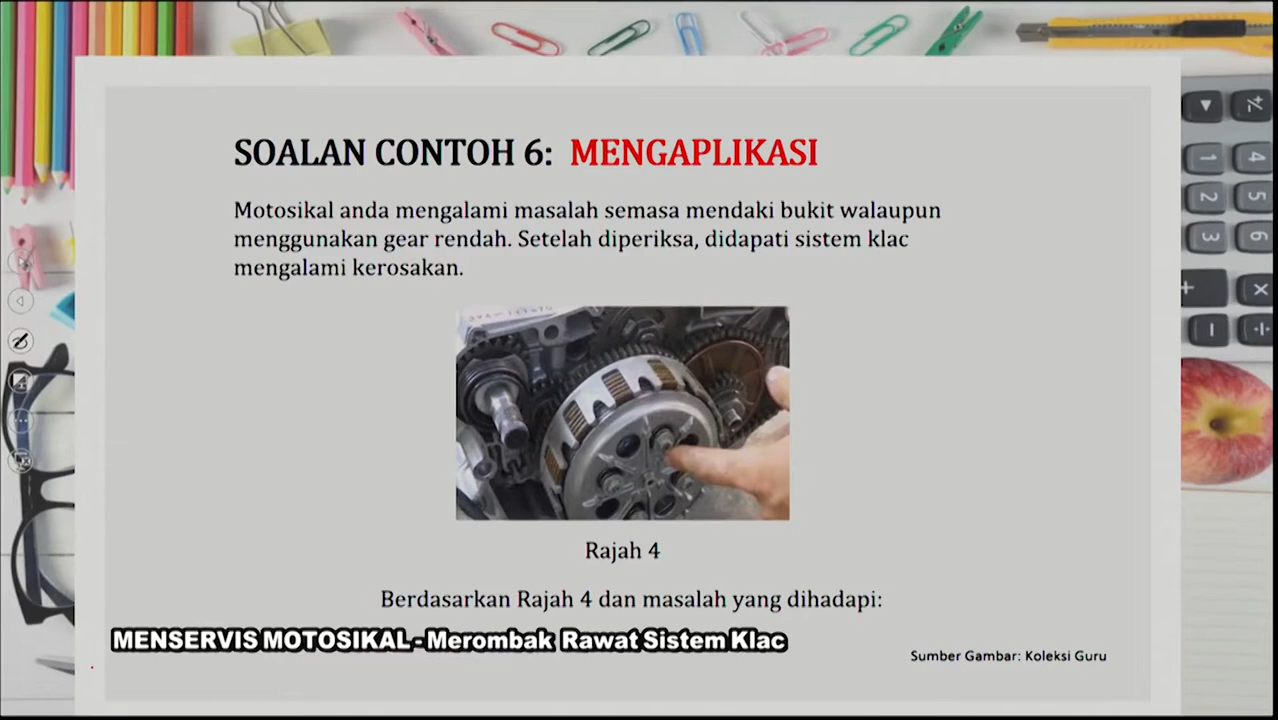 SOALAN CONTOH 6: MENGAPLIKASI
Motosikal anda mengalami masalah semasa mendaki bukit walaupun
menggunakan gear rendah. Setelah diperiksa, didapati sistem klac
mengalami kerosakan.
Rajah 4
Berdasarkan Rajah 4 dan masalah yang dihadapi:
MENSERVIS MOTOSIKAL - Merombak Rawat Sistem Klac
Sumber Gambar: Koleksi Guru